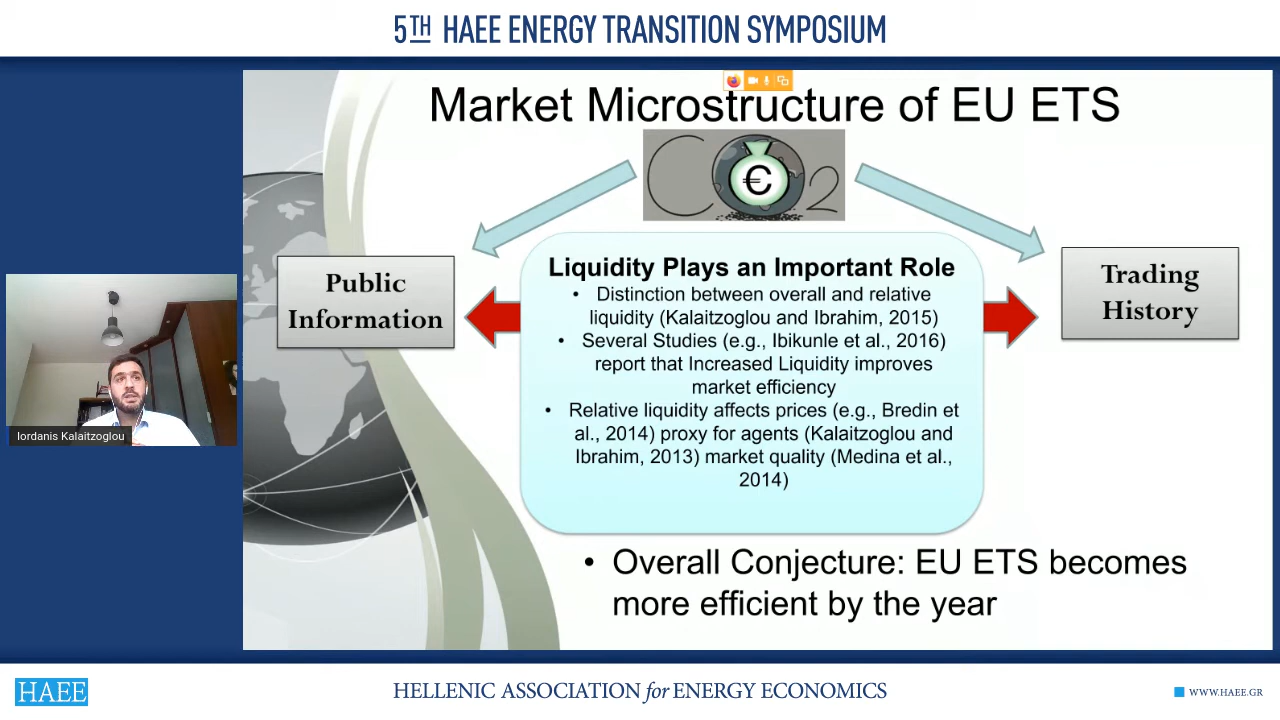 5TH HAEE ENERGY TRANSITION SYMPOSIUM
Market Microstructure of EU ETS
CO2
€
Public
Information
Liquidity Plays an Important Role
• Distinction between overall and relative
liquidity (Kalaitzoglou and Ibrahim, 2015)
• Several Studies (e.g., Ibikunle et al., 2016)
report that Increased Liquidity improves
market efficiency
• Relative liquidity affects prices (e.g., Bredin et
al., 2014) proxy for agents (Kalaitzoglou and
Ibrahim, 2013) market quality (Medina et al.,
2014)
Trading
History
• Overall Conjecture: EU ETS becomes
more efficient by the year
Iordanis Kalaitzoglou
HAEE
HELLENIC ASSOCIATION for ENERGY ECONOMICS
WWW.HAEE.GR